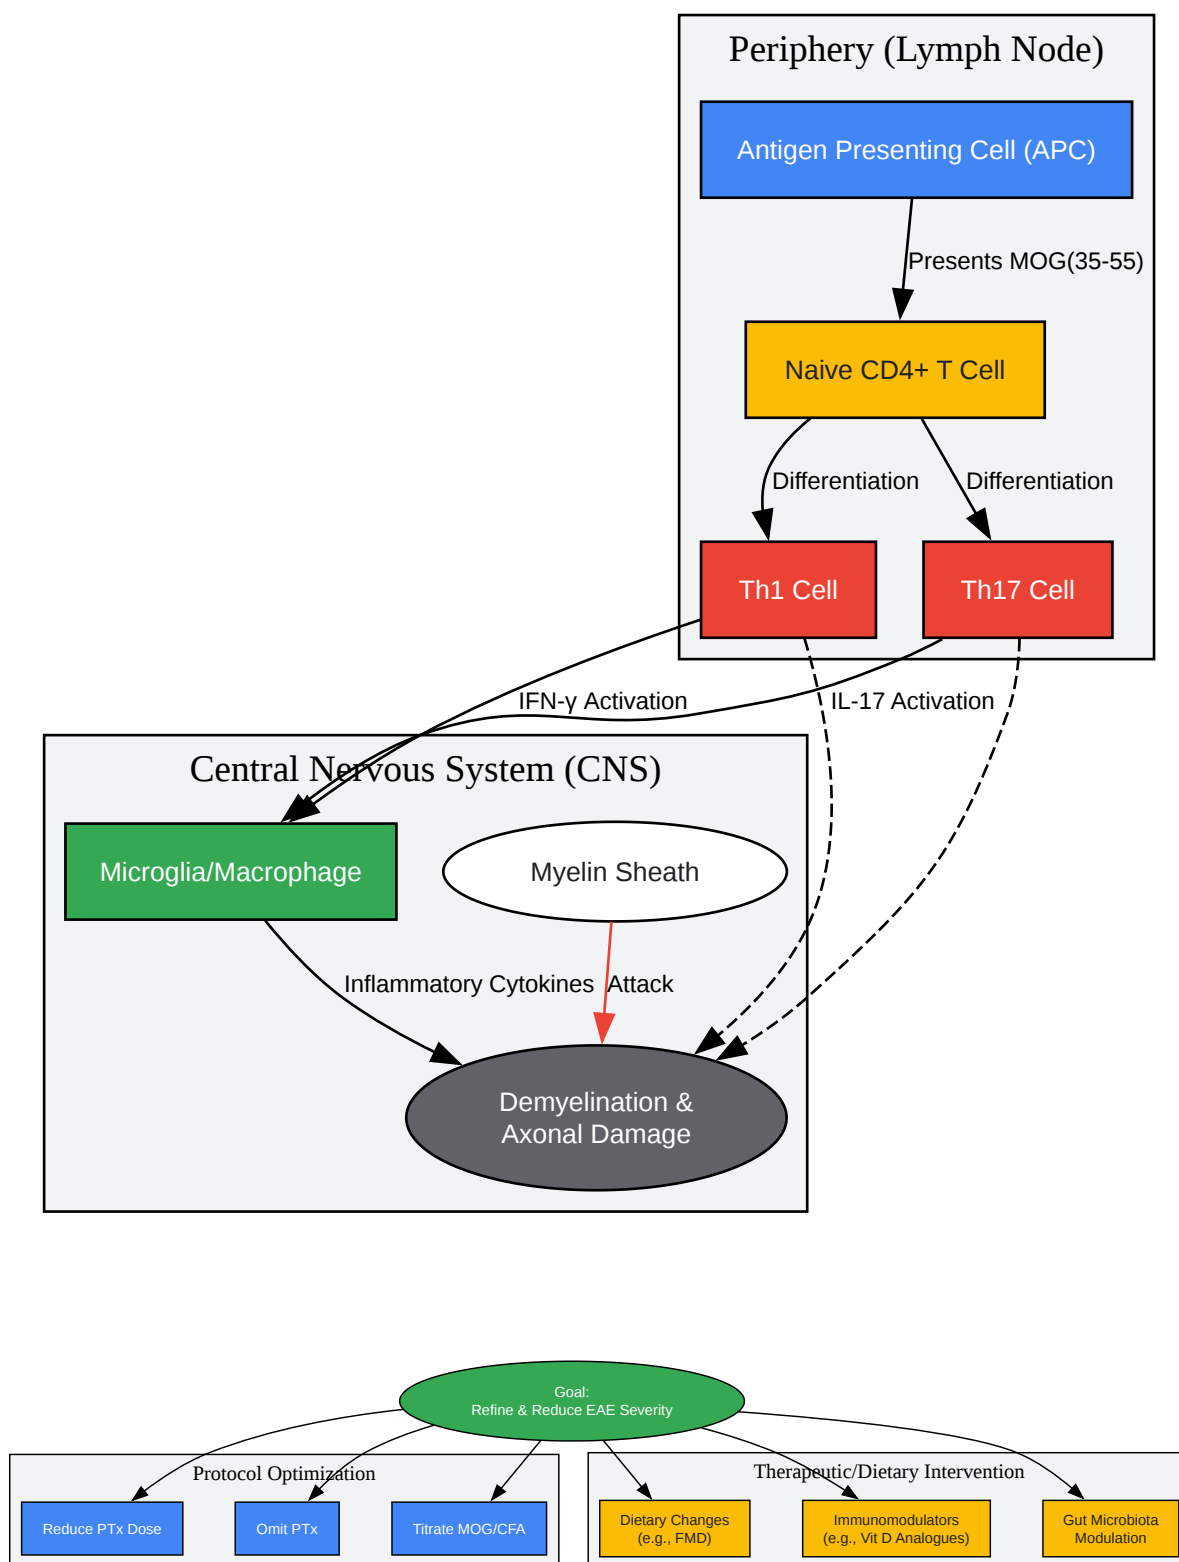 Periphery (Lymph Node)
Antigen Presenting Cell (APC)
Presents MOG(35-55)
Naive CD4+ T Cell
Differentiation
Differentiation
Th1 Cell
Th17 Cell
IFN-γ Activation
IL-17 Activation
Central Nervous System (CNS)
Microglia/Macrophage
Myelin Sheath
Inflammatory Cytokines
Attack
Demyelination &
Axonal Damage
Goal:
Refine & Reduce EAE Severity
Protocol Optimization
Reduce PTx Dose
Omit PTx
Titrate MOG/CFA
Therapeutic/Dietary Intervention
Dietary Changes
(e.g., FMD)
Immunomodulators
(e.g., Vit D Analogues)
Gut Microbiota
Modulation